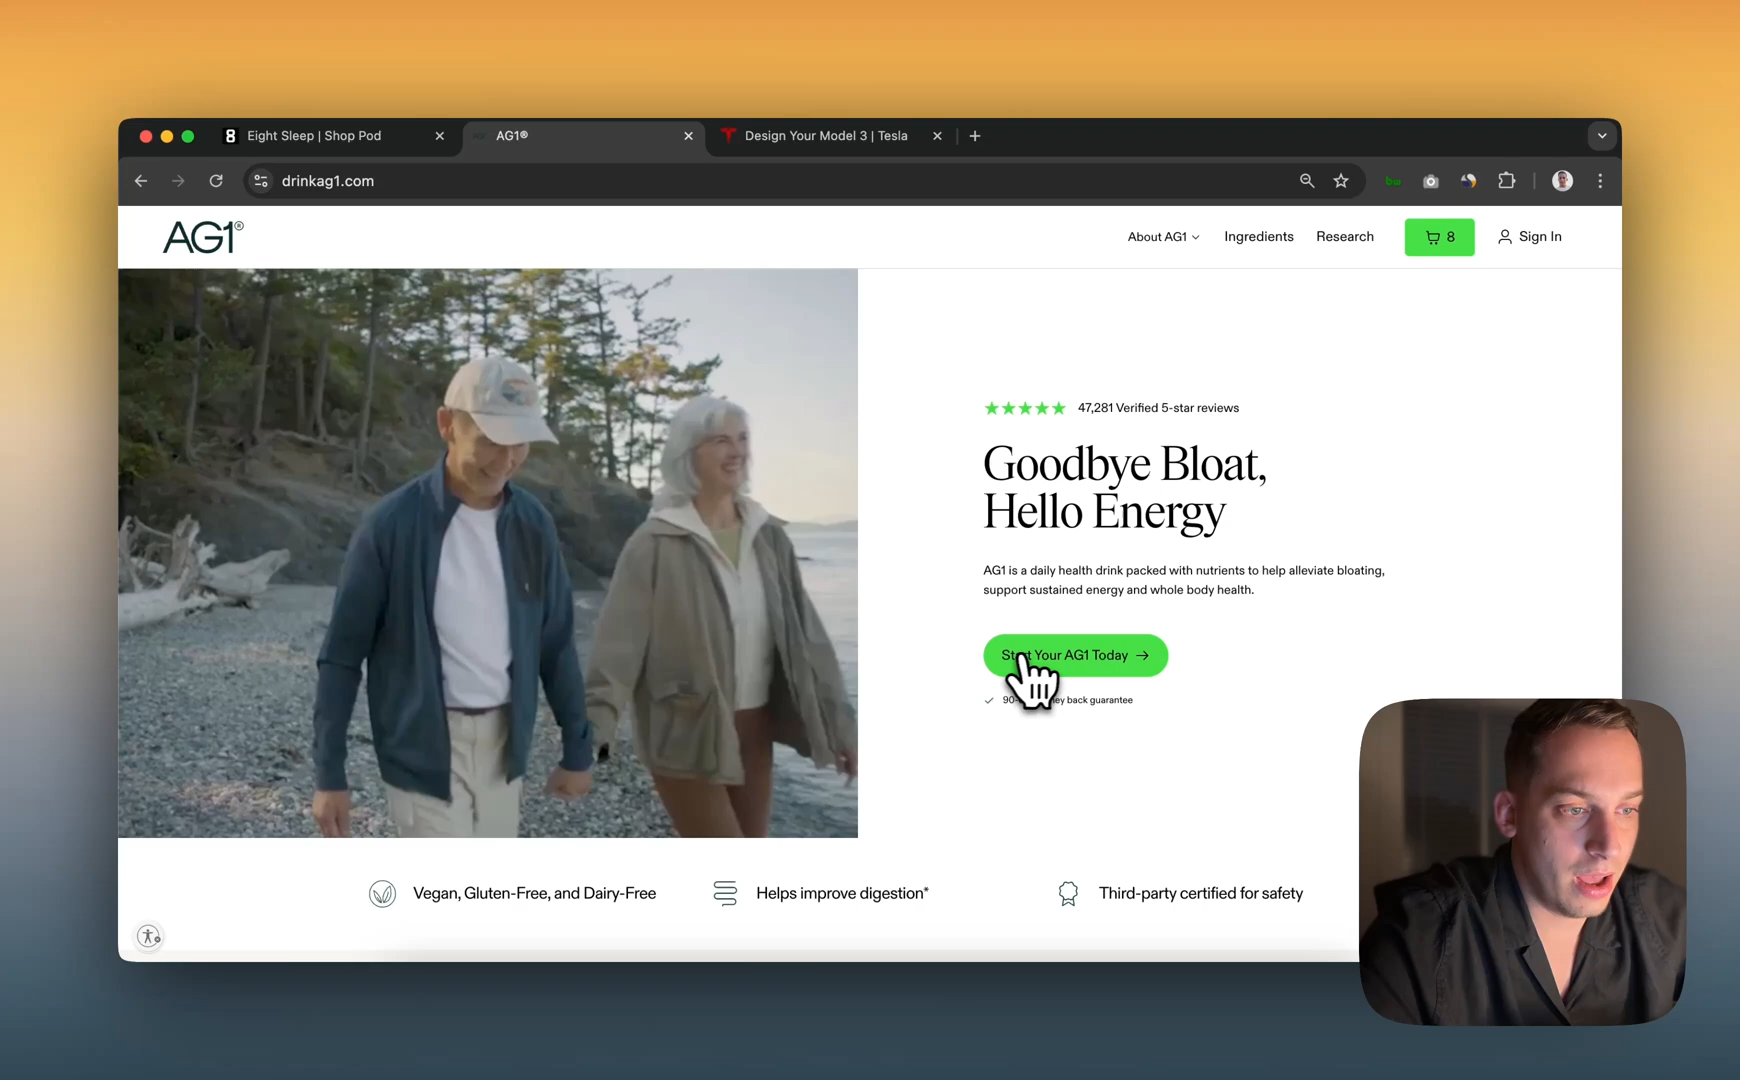 Eight Sleep | Shop Pod
AG1®
Design Your Model 3 | Tesla
drinkag1.com
AG1®
About AG1
Ingredients
Research
8
Sign In
47,281 Verified 5-star reviews
Goodbye Bloat,
Hello Energy
AG1 is a daily health drink packed with nutrients to help alleviate bloating,
support sustained energy and whole body health.
Your AG1 Today
back guarantee
Vegan, Gluten-Free, and Dairy-Free
Helps improve digestion*
Third-party certified for safety